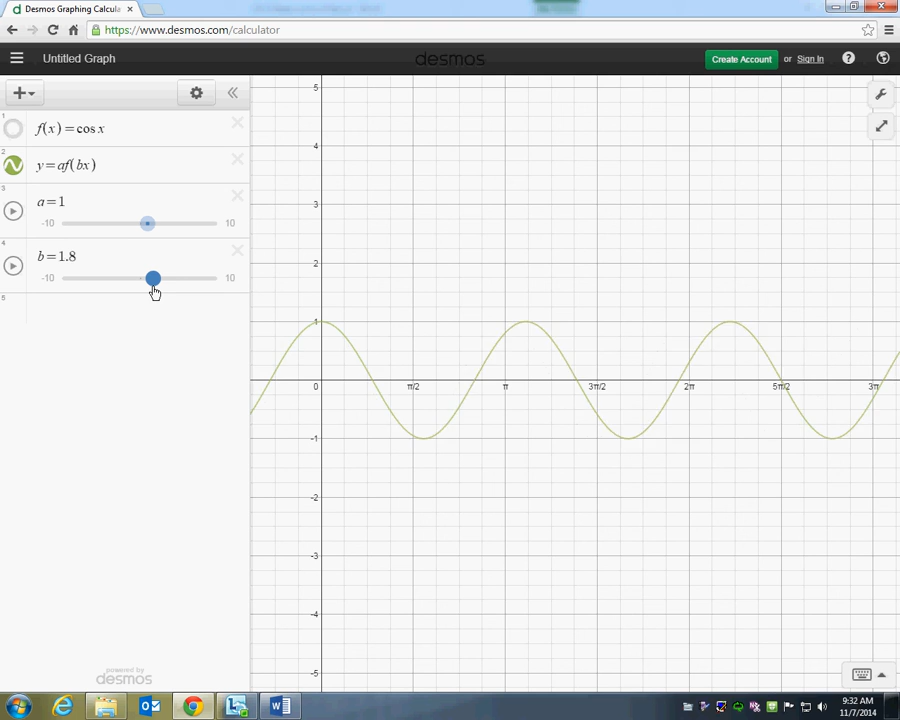 Desmos Graphing Calcula
https://www.desmos.com/calculator
Untitled Graph
desmos
Create Account or Sign In
1
f(x)=cos x
2
y=af(bx)
3
a=1
-10 10
4
b=1.8
-10 10
5
5
4
3
2
1
0 π/2 π 3π/2 2π 5π/2 3π
-1
-2
-3
-4
-5
powered by
desmos
9:32 AM
11/7/2014